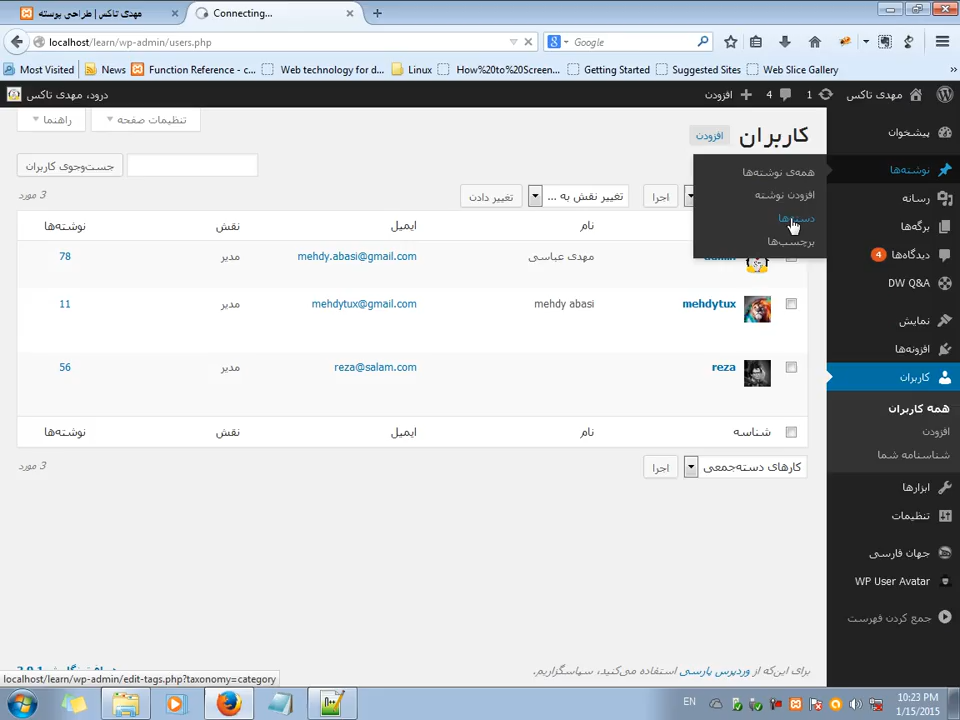 مهدی تاکس | طراحی پوسته
Connecting...
localhost/learn/wp-admin/users.php
Google
Most Visited
News
Function Reference - c...
Web technology for d...
Linux
How%20to%20Screen...
Getting Started
Suggested Sites
Web Slice Gallery
مهدی تاکس
1
4
افزودن
درود، مهدی تاکس
تنظیمات صفحه
راهنما
کاربران
افزودن
جست‌وجوی کاربران
همه‌ی نوشته‌ها
افزودن نوشته
دسته‌ها
برچسب‌ها
اجرا
تغییر نقش به ...
تغییر دادن
3 مورد
نام
ایمیل
نقش
نوشته‌ها
مهدی عباسی
mehdy.abasi@gmail.com
مدیر
78
mehdytux
mehdy abasi
mehdytux@gmail.com
مدیر
11
reza
reza@salam.com
مدیر
56
شناسه
نام
ایمیل
نقش
نوشته‌ها
کارهای دسته‌جمعی
اجرا
3 مورد
پیشخوان
نوشته‌ها
رسانه
برگه‌ها
دیدگاه‌ها
4
DW Q&A
نمایش
افزونه‌ها
کاربران
همه کاربران
افزودن
شناسنامه شما
ابزارها
تنظیمات
جهان فارسی
WP User Avatar
جمع کردن فهرست
برای این‌که از وردپرس پارسی استفاده می‌کنید، سپاسگزاریم.
localhost/learn/wp-admin/edit-tags.php?taxonomy=category
EN
10:23 PM
1/15/2015